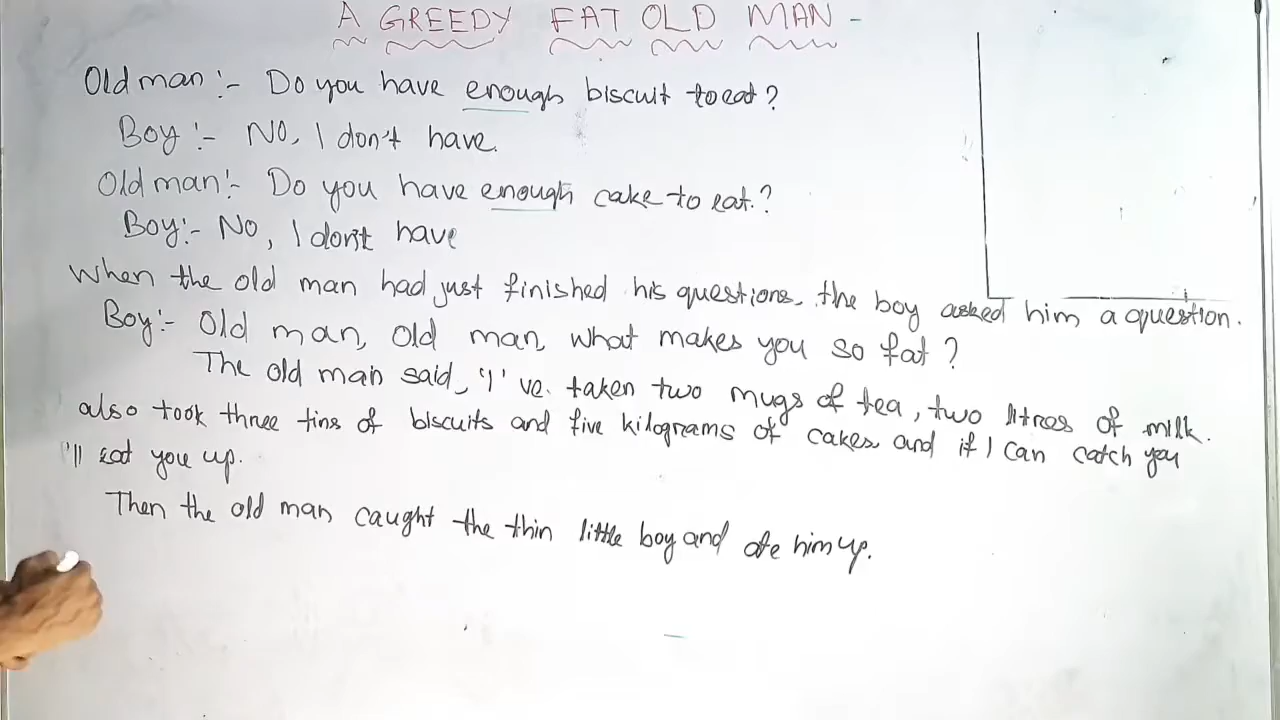 A GREEDY FAT OLD MAN -
Old man :- Do you have enough biscuit to eat?
Boy :- No, I don't have.
Old man :- Do you have enough cake to eat.?
Boy :- No, I don't have
When the old man had just finished his questions, the boy asked him a question.
Boy :- Old man, old man, what makes you so fat?
The old man said, 'I've taken two mugs of tea, two litres of milk.
also took three tins of biscuits and five kilograms of cakes and if I can catch you
'll eat you up.
Then the old man caught the thin little boy and ate him up.